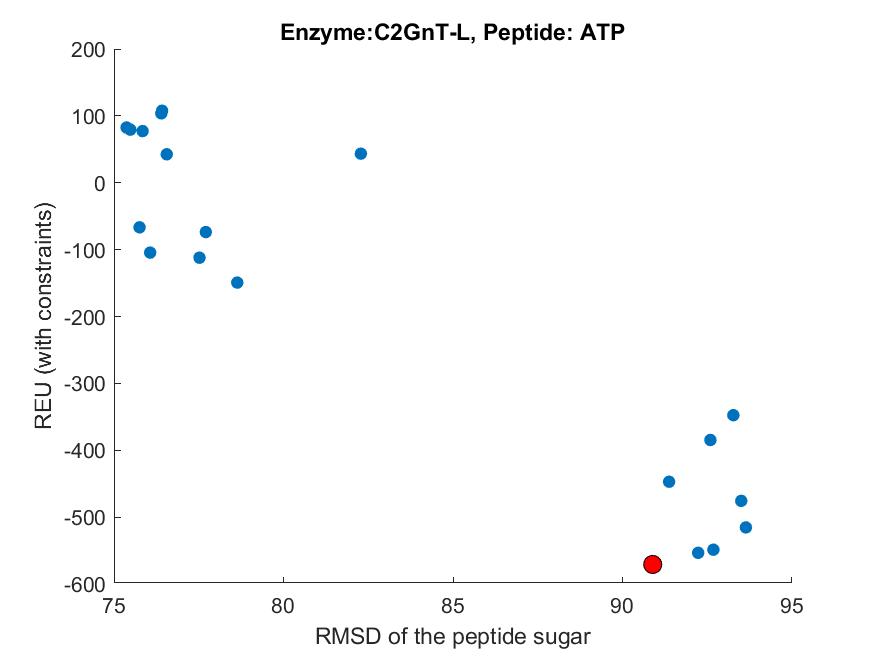 Enzyme:C2GnT-L, Peptide: ATP
200
100
0
-100
-200
-300
-400
-500
-600
REU (with constraints)
75 80 85 90 95
RMSD of the peptide sugar